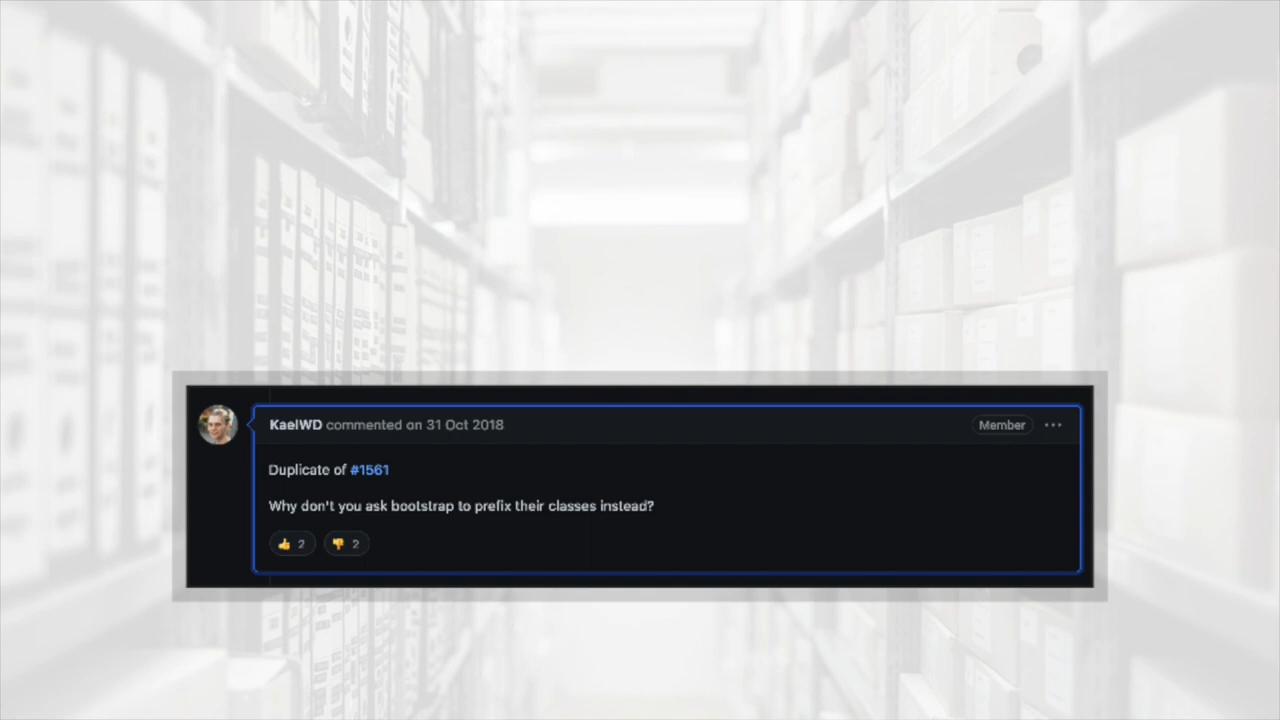 KaelWD commented on 31 Oct 2018
Member
Duplicate of #1561
Why don't you ask bootstrap to prefix their classes instead?
👍 2 👎 2